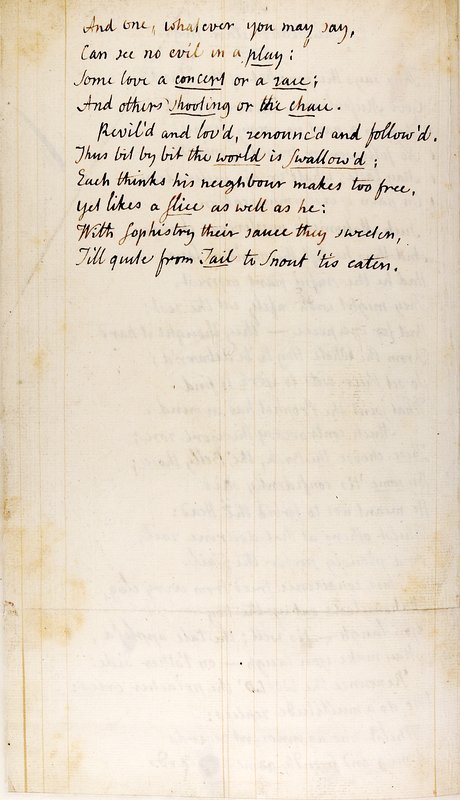 And one, whatever you may say,
Can see no evil in a play;
Some love a concert or a race;
And others shooting or the chase.
Revil'd and lov'd, renounc'd and follow'd.
Thus bit by bit the world is swallow'd;
Each thinks his neighbour makes too free,
Yet likes a slice as well as he:
With sophistry their sauce they sweeten,
Till quite from Tail to Snout 'tis eaten.